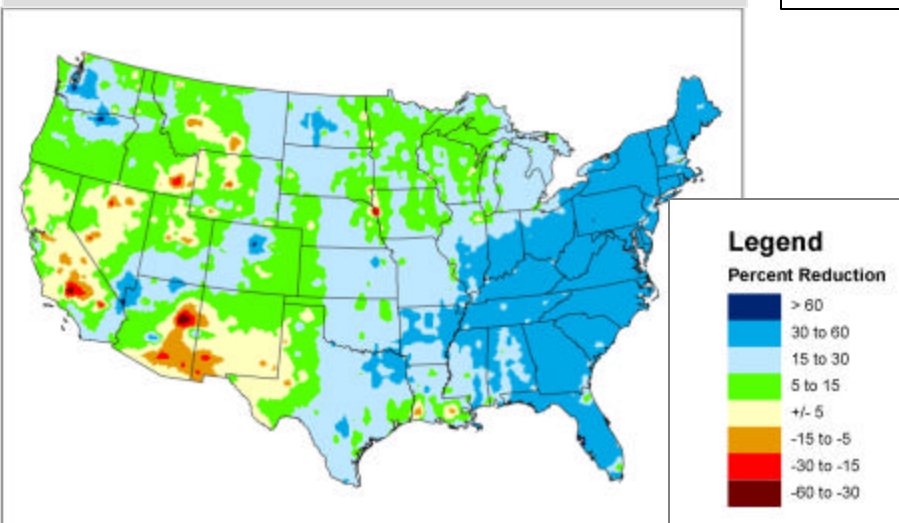 Legend
Percent Reduction
> 60
30 to 60
15 to 30
5 to 15
+/- 5
-15 to -5
-30 to -15
-60 to -30